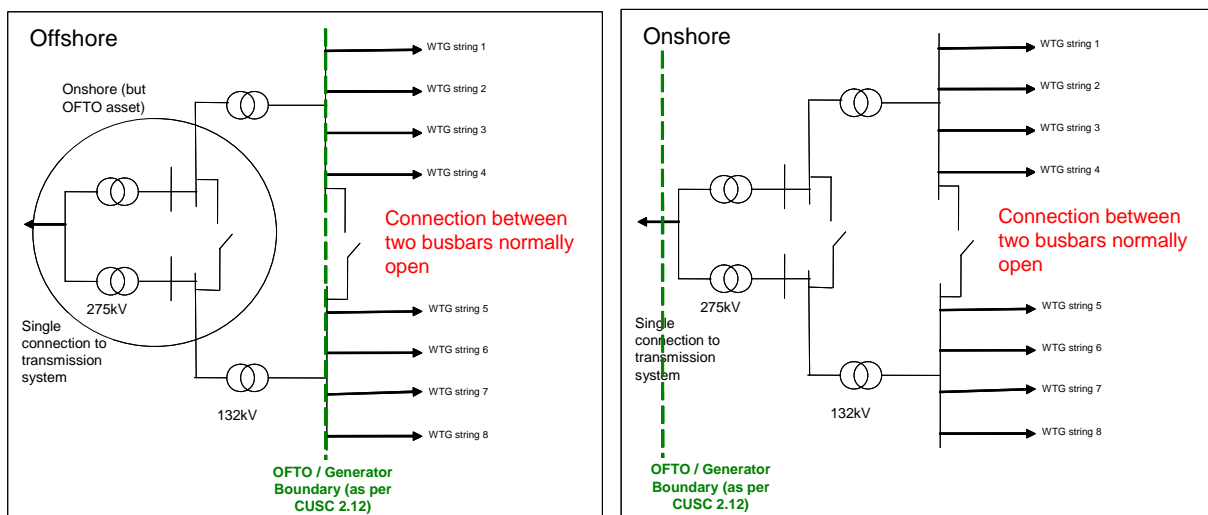 Offshore
Onshore (but
OFTO asset)
WTG string 1
WTG string 2
WTG string 3
WTG string 4
Connection between
two busbars normally
open
275kV
Single
connection to
transmission
system
WTG string 5
WTG string 6
WTG string 7
WTG string 8
132kV
OFTO / Generator
Boundary (as per
CUSC 2.12)
Onshore
WTG string 1
WTG string 2
WTG string 3
WTG string 4
Connection between
two busbars normally
open
275kV
Single
connection to
transmission
system
WTG string 5
WTG string 6
WTG string 7
WTG string 8
132kV
OFTO / Generator
Boundary (as per
CUSC 2.12)